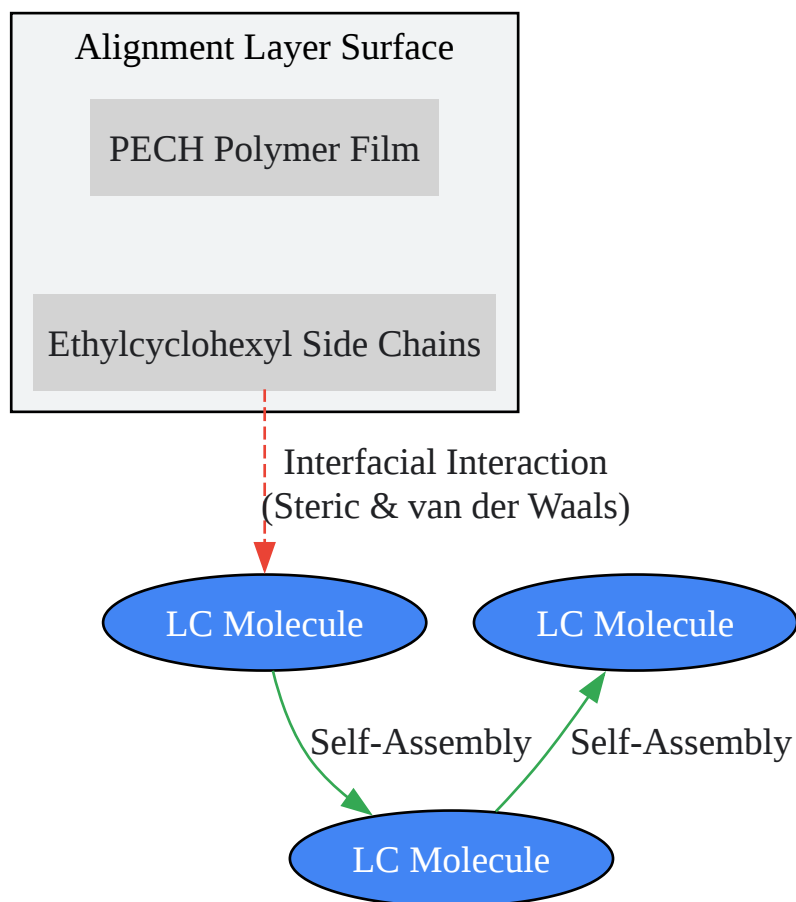 Alignment Layer Surface
PECH Polymer Film
Ethylcyclohexyl Side Chains
Interfacial Interaction
(Steric & van der Waals)
LC Molecule
LC Molecule
Self-Assembly
Self-Assembly
LC Molecule